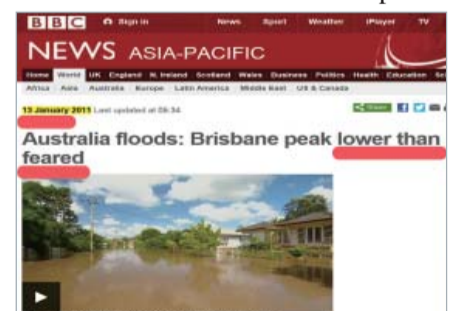 BBC Sign in News Sport Weather iPlayer TV
NEWS ASIA-PACIFIC
Home World UK England N. Ireland Scotland Wales Business Politics Health Education
Africa Asia Australia Europe Latin America Middle East US & Canada
13 January 2015 Last updated at 06:34
Share
Australia floods: Brisbane peak lower than
feared